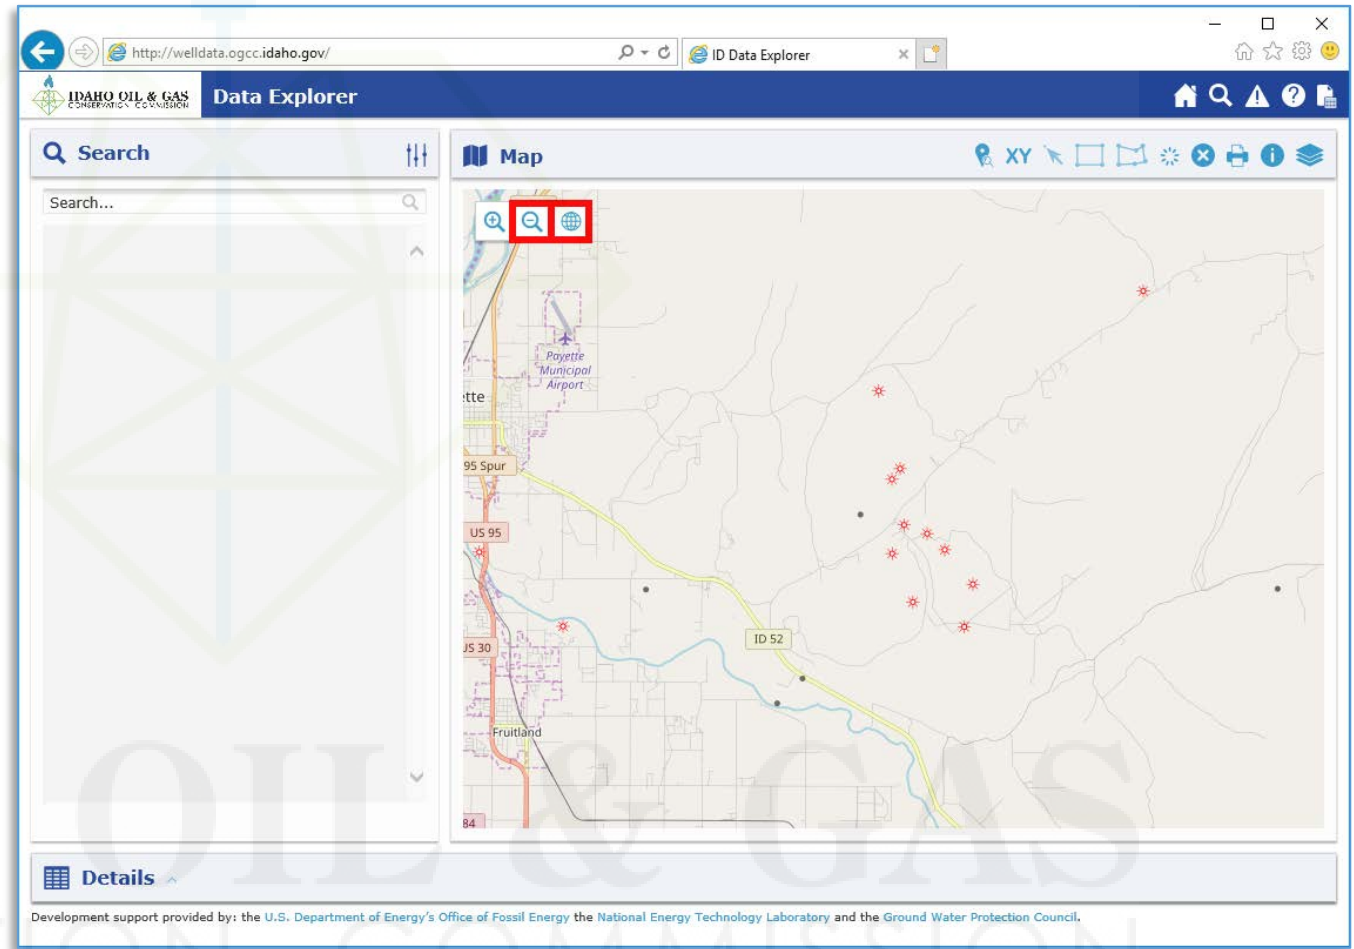 http://welldata.ogcc.idaho.gov/
ID Data Explorer
IDAHO OIL & GAS
CONSERVATION COMMISSION
Data Explorer
Search
Map
XY
Search...
Payette
Municipal
Airport
ette
95 Spur
US 95
ID 52
US 30
Fruitland
84
OIL & GAS
Details
Development support provided by: the U.S. Department of Energy's Office of Fossil Energy the National Energy Technology Laboratory and the Ground Water Protection Council.